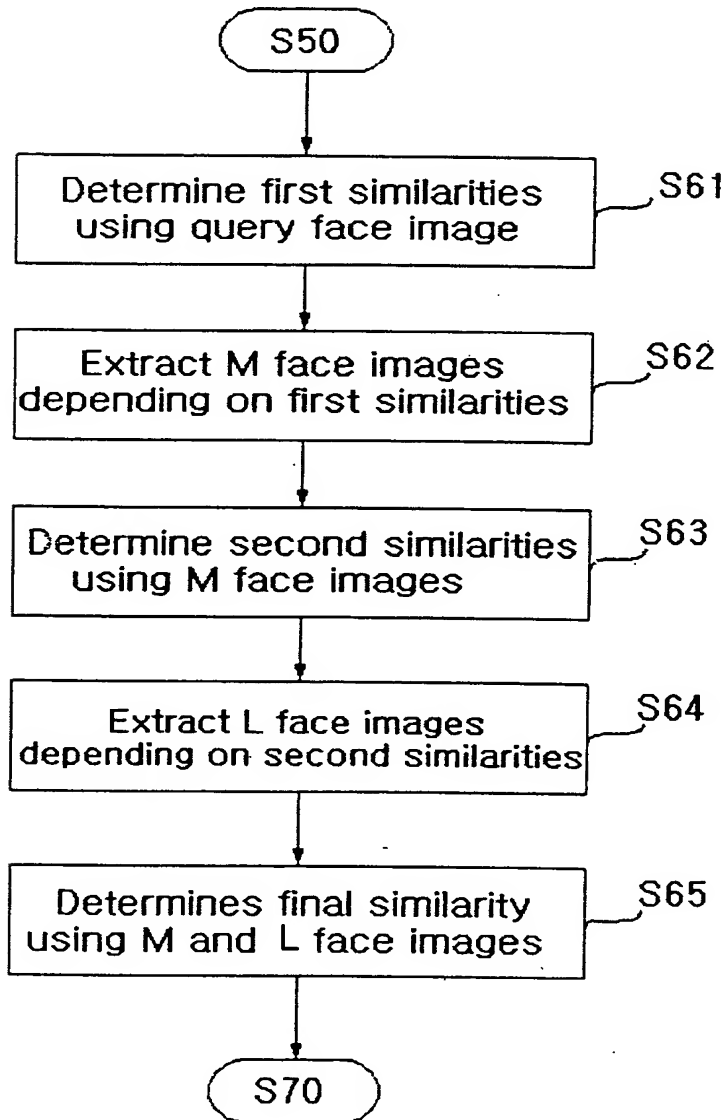 S50
Determine first similarities
using query face image
S61
Extract M face images
depending on first similarities
S62
Determine second similarities
using M face images
S63
Extract L face images
depending on second similarities
S64
Determines final similarity
using M and L face images
S65
S70